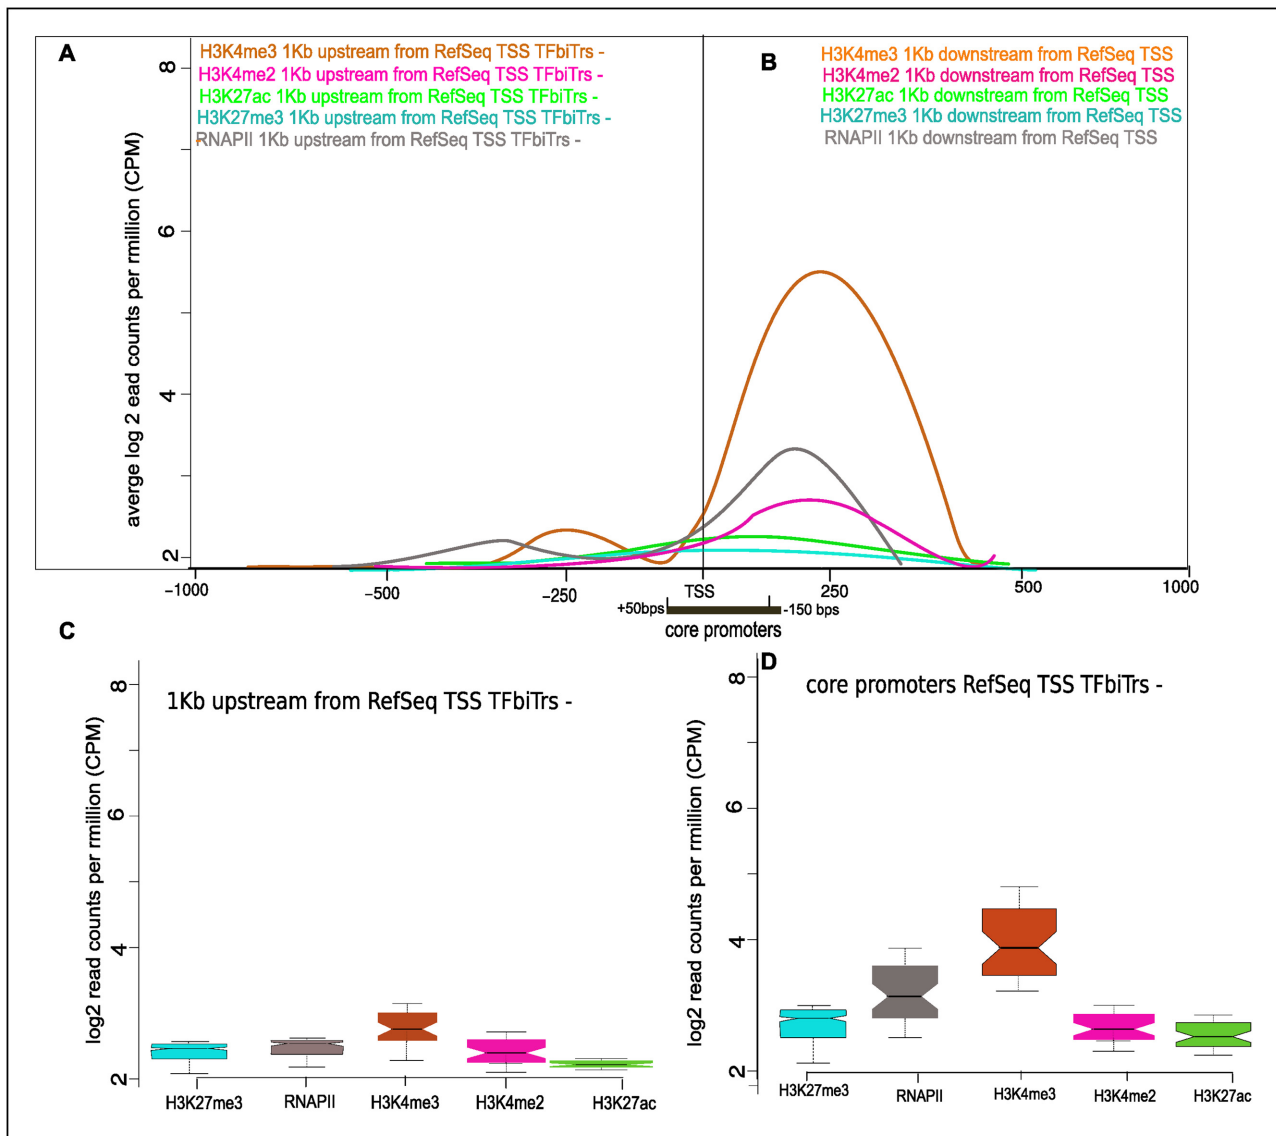 A
H3K4me3 1Kb upstream from RefSeq TSS TFbiTrs -
H3K4me2 1Kb upstream from RefSeq TSS TFbiTrs -
H3K27ac 1Kb upstream from RefSeq TSS TFbiTrs -
H3K27me3 1Kb upstream from RefSeq TSS TFbiTrs -
RNAPII 1Kb upstream from RefSeq TSS TFbiTrs -
B
H3K4me3 1Kb downstream from RefSeq TSS
H3K4me2 1Kb downstream from RefSeq TSS
H3K27ac 1Kb downstream from RefSeq TSS
H3K27me3 1Kb downstream from RefSeq TSS
RNAPII 1Kb downstream from RefSeq TSS
averge log 2 ead counts per rmillion (CPM)
8
6
4
2
-1000 -500 -250 TSS 250 500 1000
+50bps -150 bps
core promoters
C
1Kb upstream from RefSeq TSS TFbiTrs -
log2 read counts per rmillion (CPM)
8
6
4
2
H3K27me3 RNAPII H3K4me3 H3K4me2 H3K27ac
D
core promoters RefSeq TSS TFbiTrs -
log2 read counts per rmillion (CPM)
8
6
4
2
H3K27me3 RNAPII H3K4me3 H3K4me2 H3K27ac